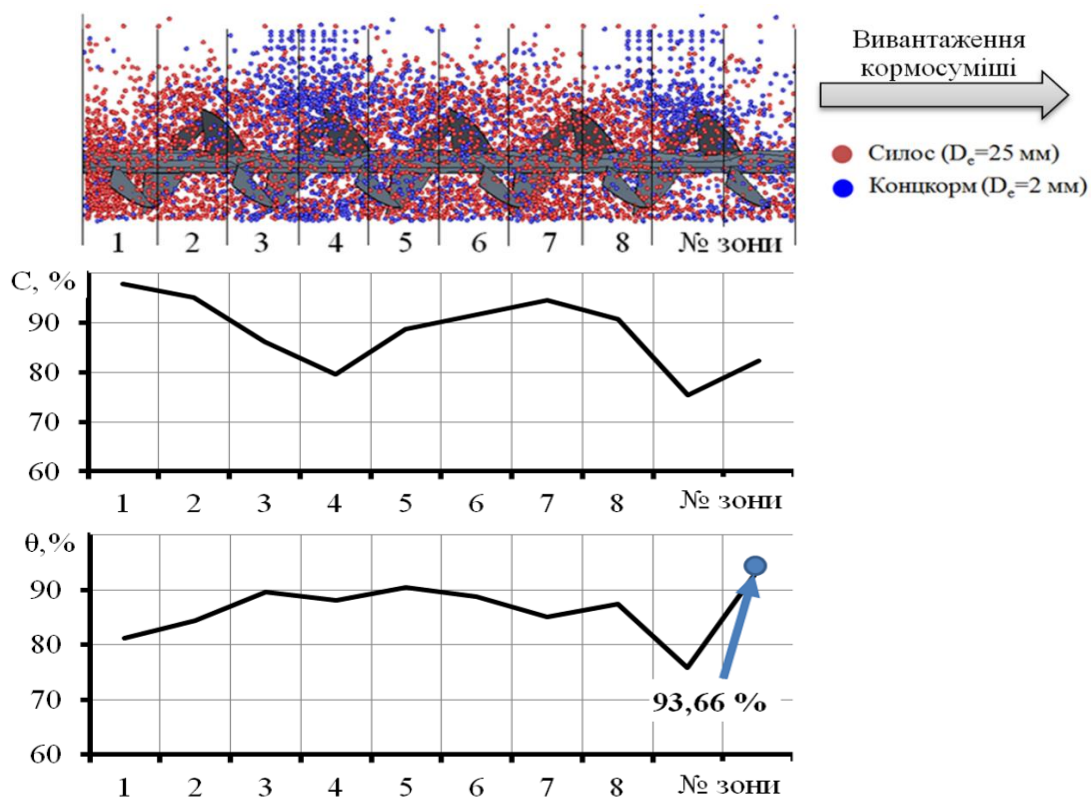 Вивантаження
кормосуміші
Силос (Dₑ=25 мм)
Концкорм (Dₑ=2 мм)
1 2 3 4 5 6 7 8 № зони
С, %
90
80
70
60
1 2 3 4 5 6 7 8 № зони
θ,%
90
80
70
93,66 %
60
1 2 3 4 5 6 7 8 № зони